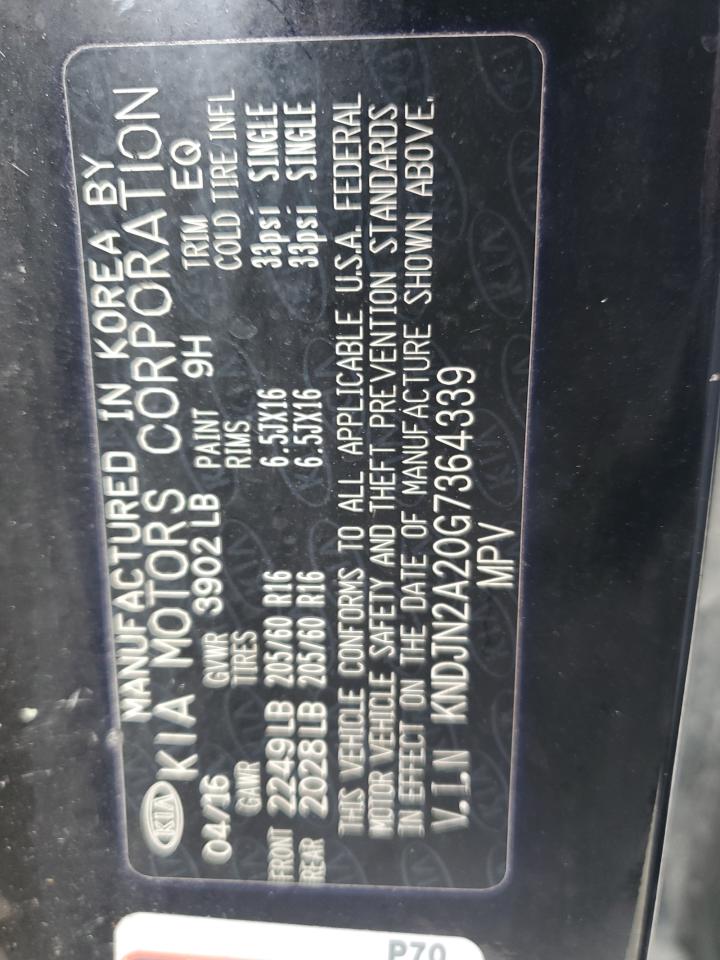 MANUFACTURED IN KOREA BY
KIA KIA MOTORS CORPORATION
04/16 GVWR 3902 LB PAINT 9H TRIM EQ
GAWR TIRES RIMS COLD TIRE INFL
FRONT 2249LB 205/60 R16 6.5JX16 33psi SINGLE
REAR 2028LB 205/60 R16 6.5JX16 33psi SINGLE
THIS VEHICLE CONFORMS TO ALL APPLICABLE U.S.A. FEDERAL
MOTOR VEHICLE SAFETY AND THEFT PREVENTION STANDARDS
IN EFFECT ON THE DATE OF MANUFACTURE SHOWN ABOVE.
V.I.N KNDJN2A20G7364339
MPV
P70